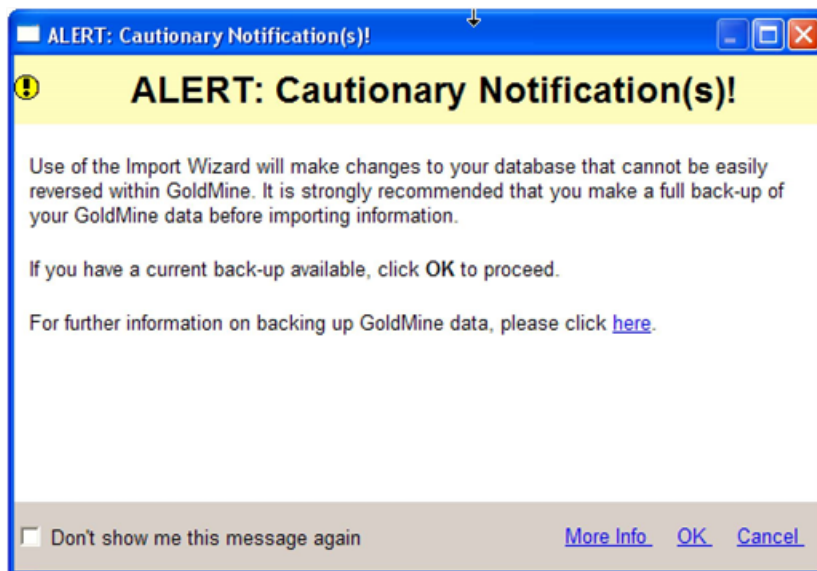 ALERT: Cautionary Notification(s)!
ALERT: Cautionary Notification(s)!
Use of the Import Wizard will make changes to your database that cannot be easily
reversed within GoldMine. It is strongly recommended that you make a full back-up of
your GoldMine data before importing information.
If you have a current back-up available, click OK to proceed.
For further information on backing up GoldMine data, please click here.
Don't show me this message again More Info OK Cancel